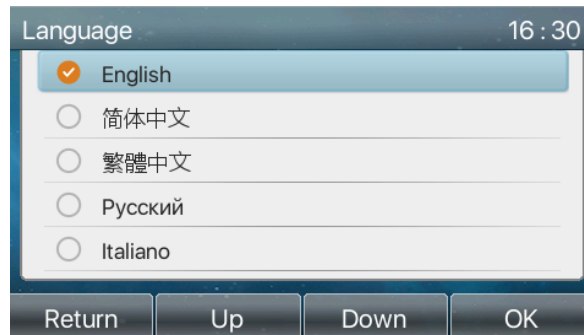 Language 16 : 30
English
简体中文
繁體中文
Русский
Italiano
Return Up Down OK